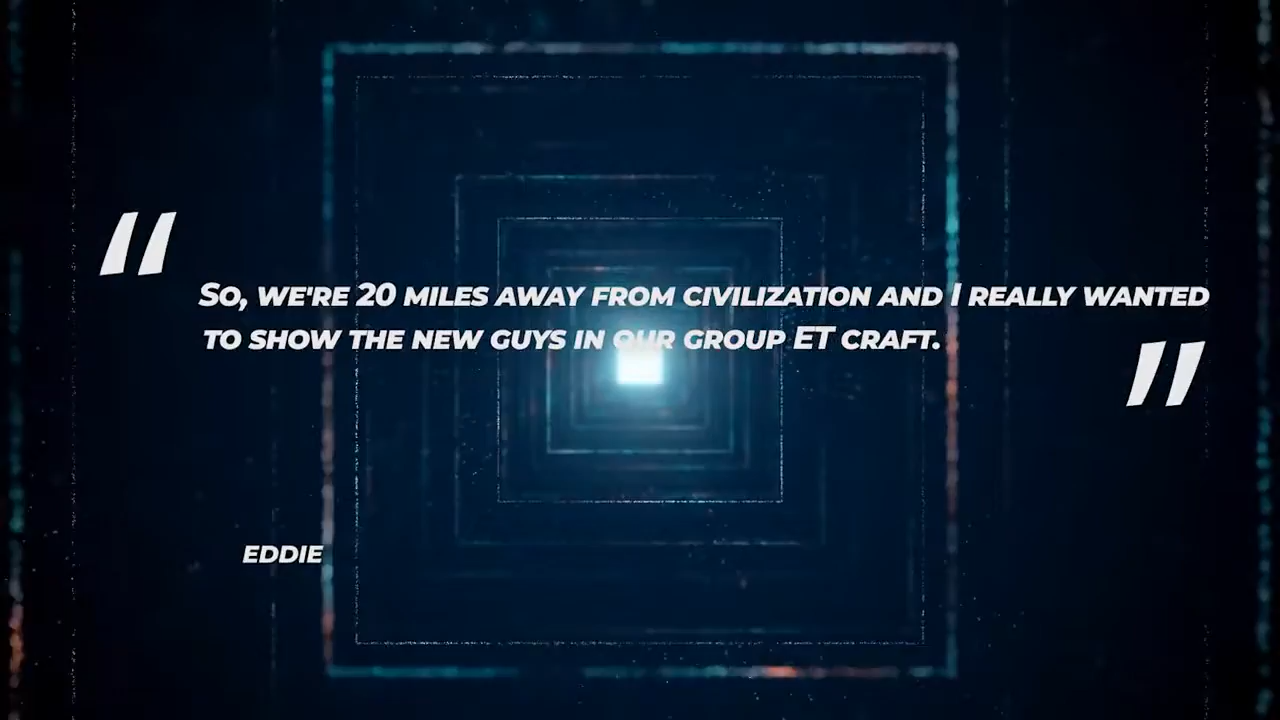 "
So, we're 20 miles away from civilization and I really wanted
to show the new guys in our group ET craft.
"
Eddie